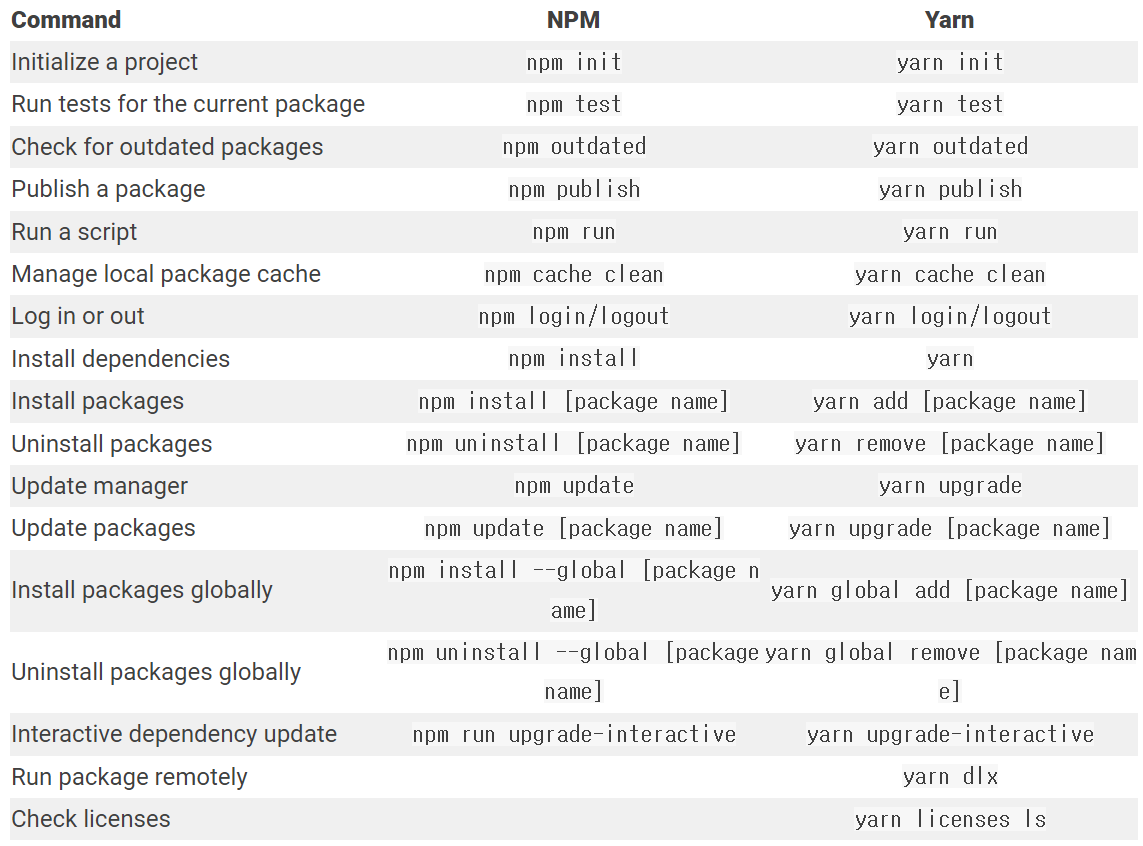 Command NPM Yarn
Initialize a project npm init yarn init
Run tests for the current package npm test yarn test
Check for outdated packages npm outdated yarn outdated
Publish a package npm publish yarn publish
Run a script npm run yarn run
Manage local package cache npm cache clean yarn cache clean
Log in or out npm login/logout yarn login/logout
Install dependencies npm install yarn
Install packages npm install [package name] yarn add [package name]
Uninstall packages npm uninstall [package name] yarn remove [package name]
Update manager npm update yarn upgrade
Update packages npm update [package name] yarn upgrade [package name]
Install packages globally npm install --global [package n
ame] yarn global add [package name]
Uninstall packages globally npm uninstall --global [package
name] yarn global remove [package nam
e]
Interactive dependency update npm run upgrade-interactive yarn upgrade-interactive
Run package remotely yarn dlx
Check licenses yarn licenses ls